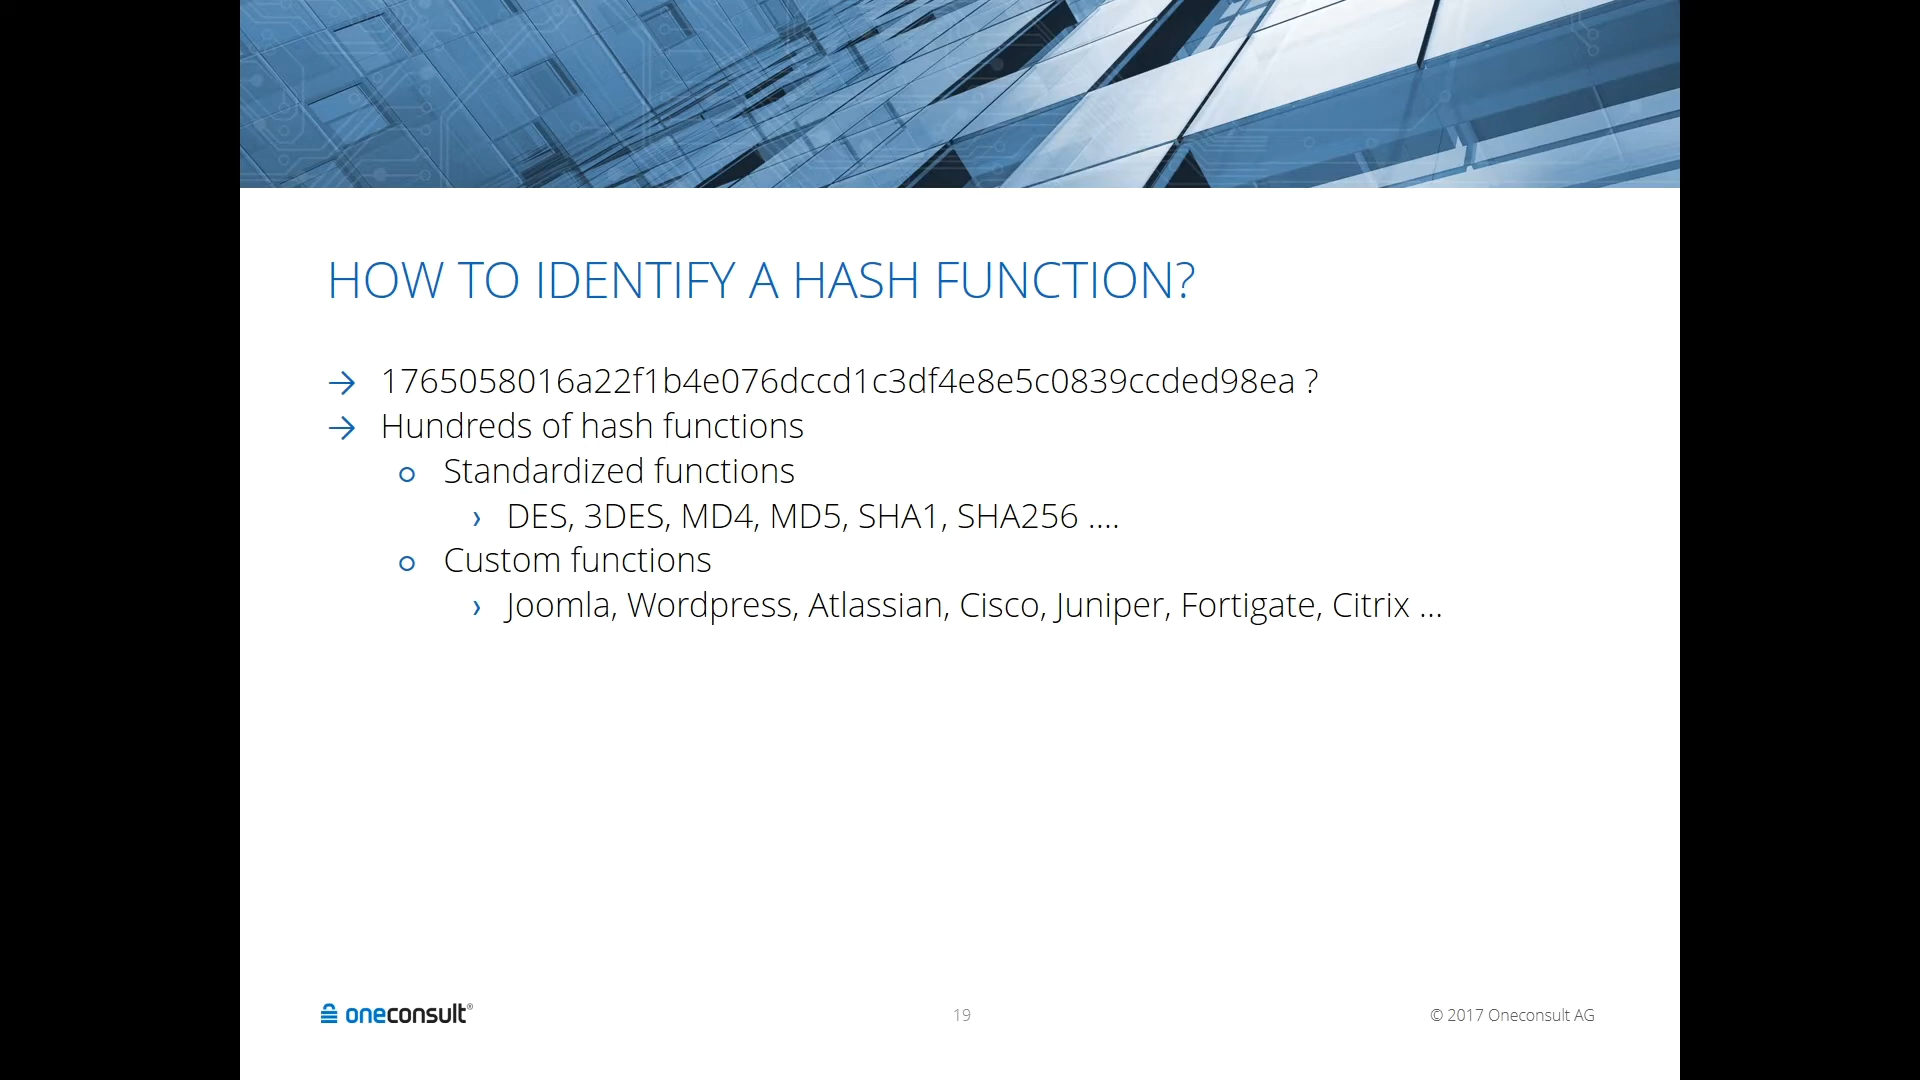 HOW TO IDENTIFY A HASH FUNCTION?
→ 1765058016a22f1b4e076dccd1c3df4e8e5c0839ccded98ea ?
→ Hundreds of hash functions
○ Standardized functions
› DES, 3DES, MD4, MD5, SHA1, SHA256 ....
○ Custom functions
› Joomla, Wordpress, Atlassian, Cisco, Juniper, Fortigate, Citrix ...
oneconsult®
19
© 2017 Oneconsult AG